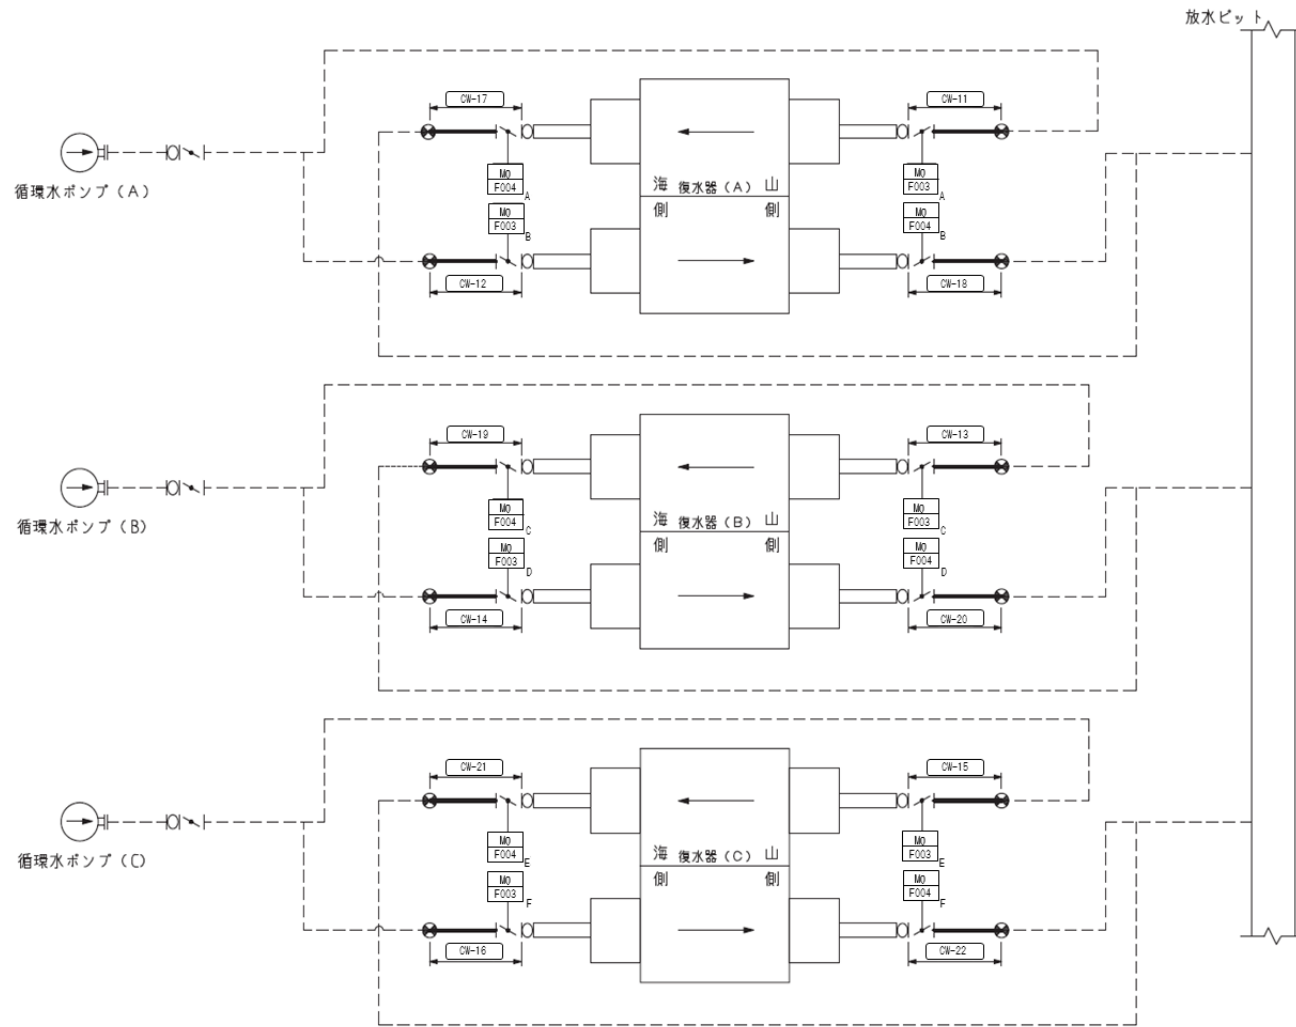 放水ピット
CW-17
CW-11
循環水ポンプ(A)
MO
F004
A
MO
F003
A
海 復水器(A) 山
側 側
MO
F003
B
MO
F004
B
CW-12
CW-18
CW-19
CW-13
循環水ポンプ(B)
MO
F004
C
MO
F003
C
海 復水器(B) 山
側 側
MO
F003
D
MO
F004
D
CW-14
CW-20
CW-21
CW-15
循環水ポンプ(C)
MO
F004
E
MO
F003
E
海 復水器(C) 山
側 側
MO
F003
F
MO
F004
F
CW-16
CW-22